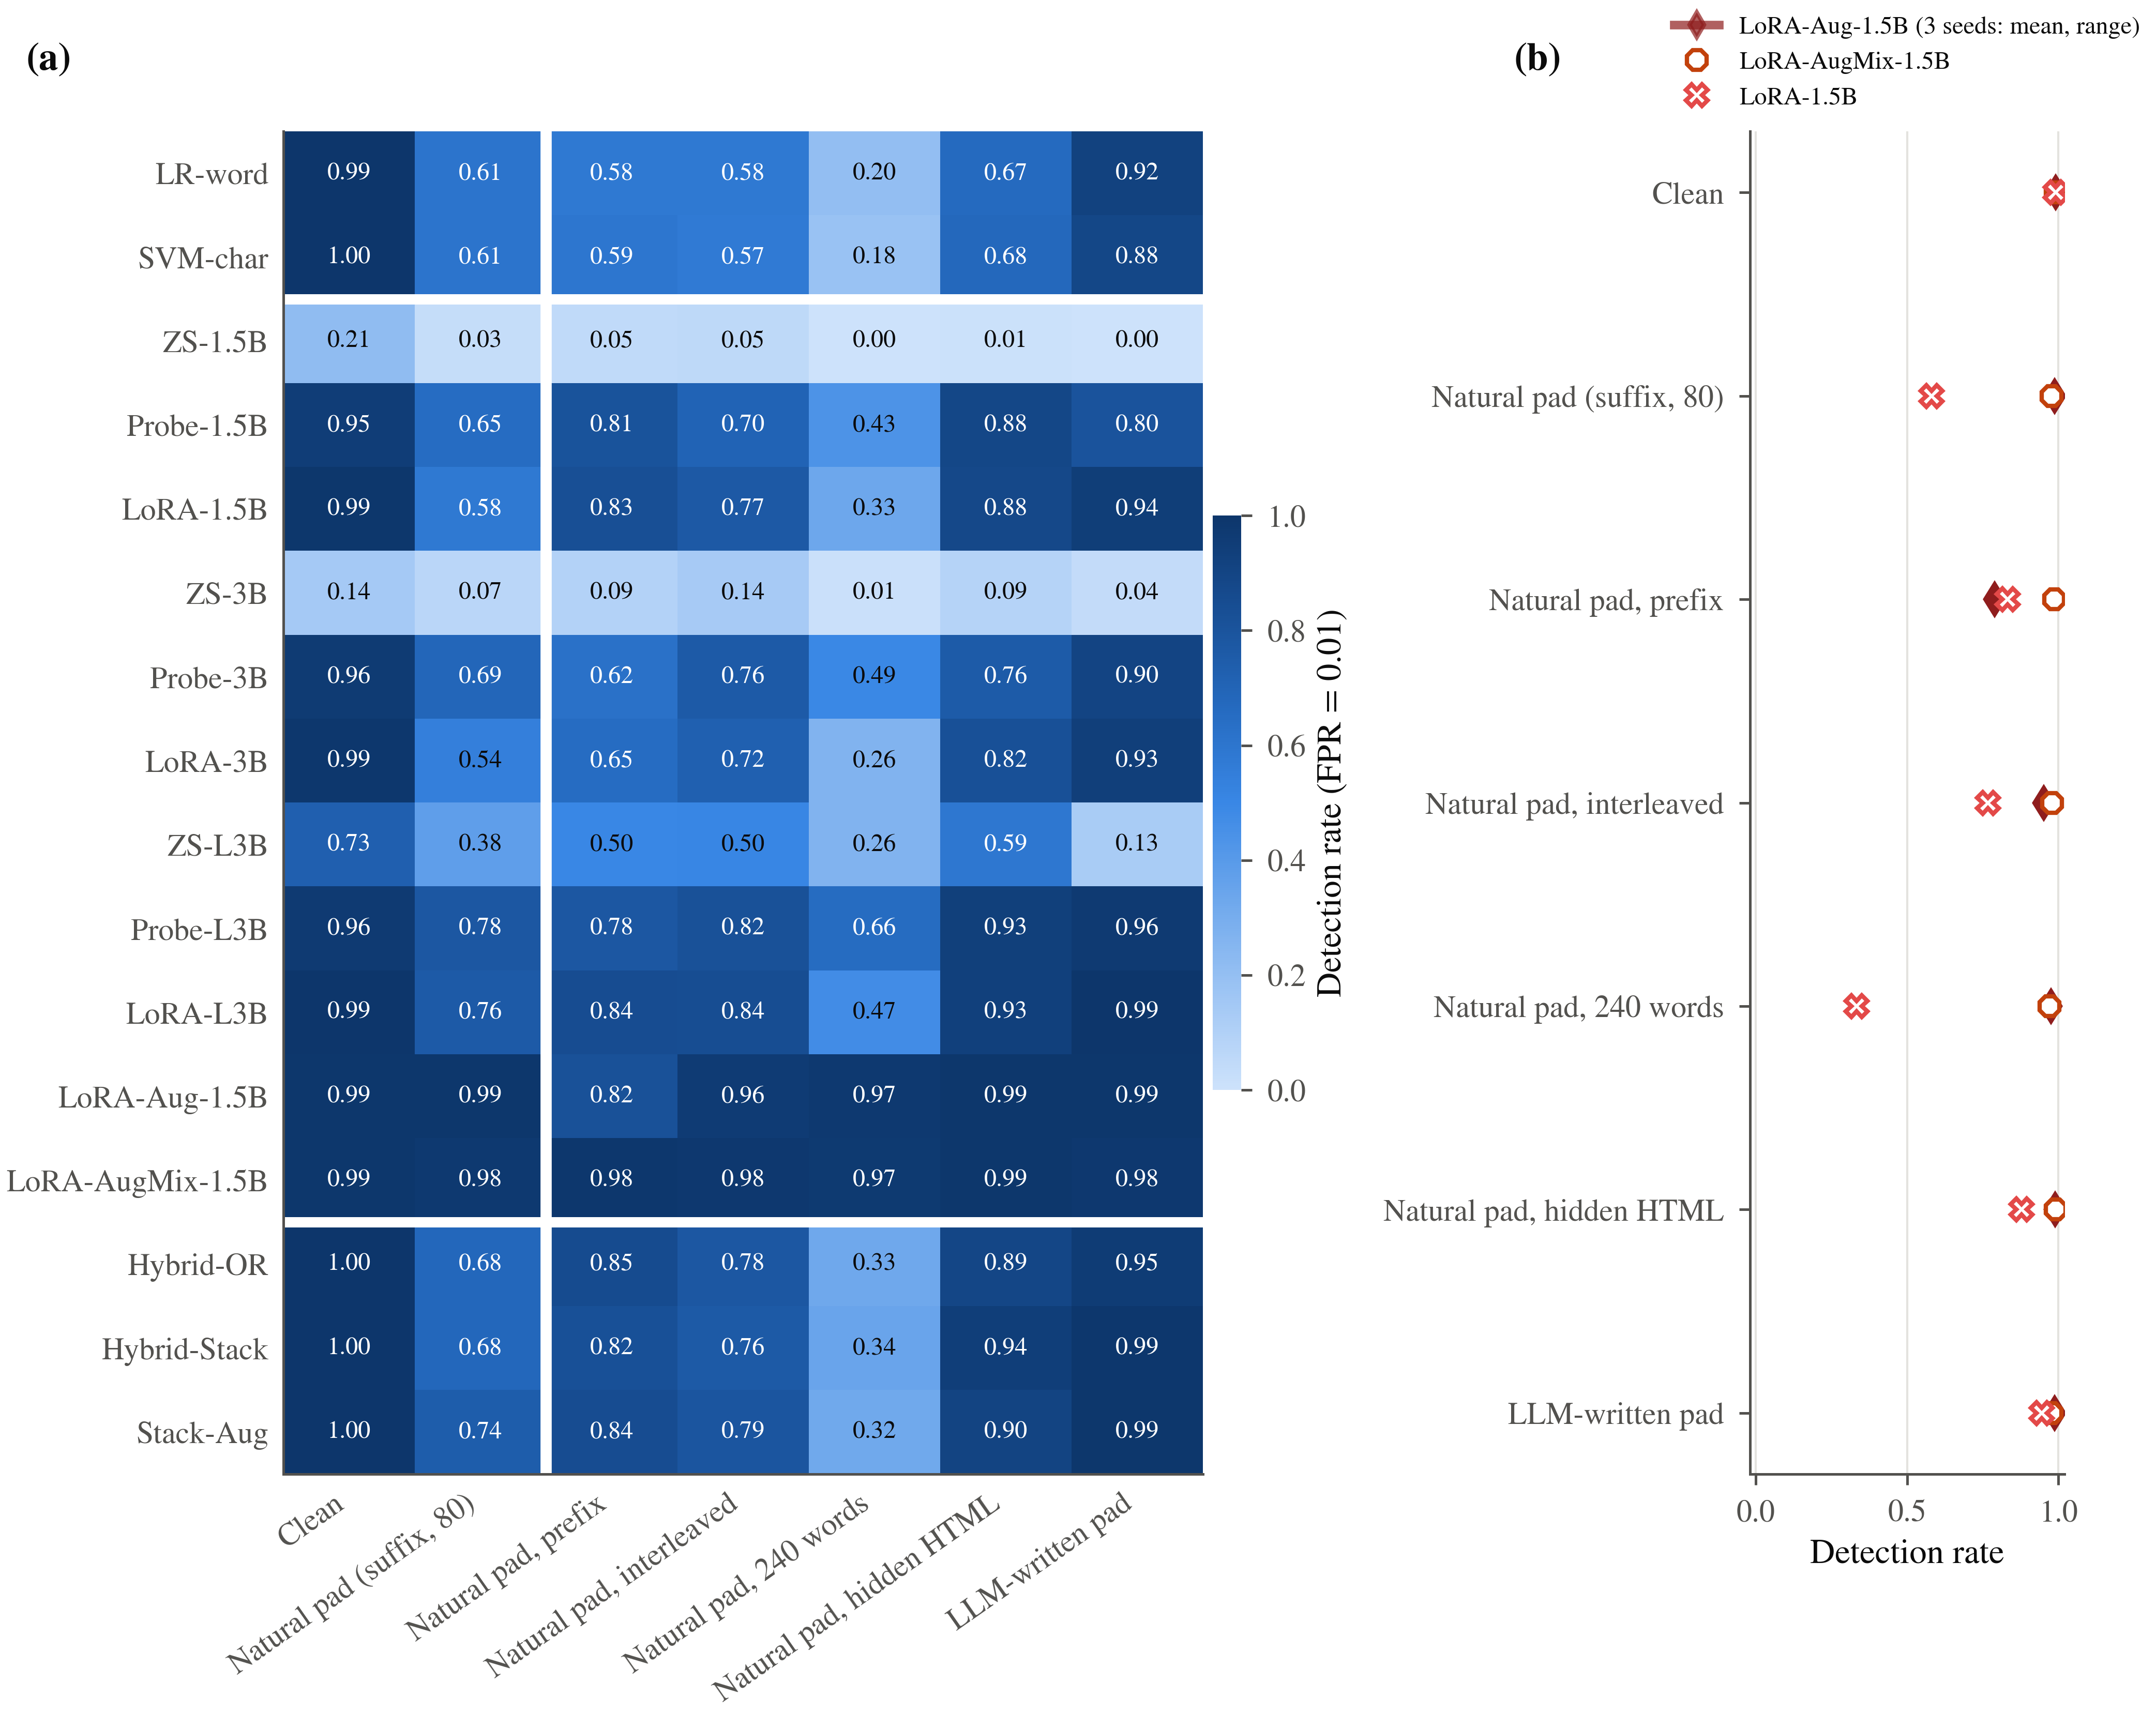 (a)
(b)
LoRA-Aug-1.5B (3 seeds: mean, range)
LoRA-AugMix-1.5B
LoRA-1.5B
LR-word 0.99 0.61 0.58 0.58 0.20 0.67 0.92
SVM-char 1.00 0.61 0.59 0.57 0.18 0.68 0.88
ZS-1.5B 0.21 0.03 0.05 0.05 0.00 0.01 0.00
Probe-1.5B 0.95 0.65 0.81 0.70 0.43 0.88 0.80
LoRA-1.5B 0.99 0.58 0.83 0.77 0.33 0.88 0.94
ZS-3B 0.14 0.07 0.09 0.14 0.01 0.09 0.04
Probe-3B 0.96 0.69 0.62 0.76 0.49 0.76 0.90
LoRA-3B 0.99 0.54 0.65 0.72 0.26 0.82 0.93
ZS-L3B 0.73 0.38 0.50 0.50 0.26 0.59 0.13
Probe-L3B 0.96 0.78 0.78 0.82 0.66 0.93 0.96
LoRA-L3B 0.99 0.76 0.84 0.84 0.47 0.93 0.99
LoRA-Aug-1.5B 0.99 0.99 0.82 0.96 0.97 0.99 0.99
LoRA-AugMix-1.5B 0.99 0.98 0.98 0.98 0.97 0.99 0.98
Hybrid-OR 1.00 0.68 0.85 0.78 0.33 0.89 0.95
Hybrid-Stack 1.00 0.68 0.82 0.76 0.34 0.94 0.99
Stack-Aug 1.00 0.74 0.84 0.79 0.32 0.90 0.99
Clean
Natural pad (suffix, 80)
Natural pad, prefix
Natural pad, interleaved
Natural pad, 240 words
Natural pad, hidden HTML
LLM-written pad
1.0
0.8
0.6
0.4
0.2
0.0
Detection rate (FPR = 0.01)
Clean
Natural pad (suffix, 80)
Natural pad, prefix
Natural pad, interleaved
Natural pad, 240 words
Natural pad, hidden HTML
LLM-written pad
0.0 0.5 1.0
Detection rate